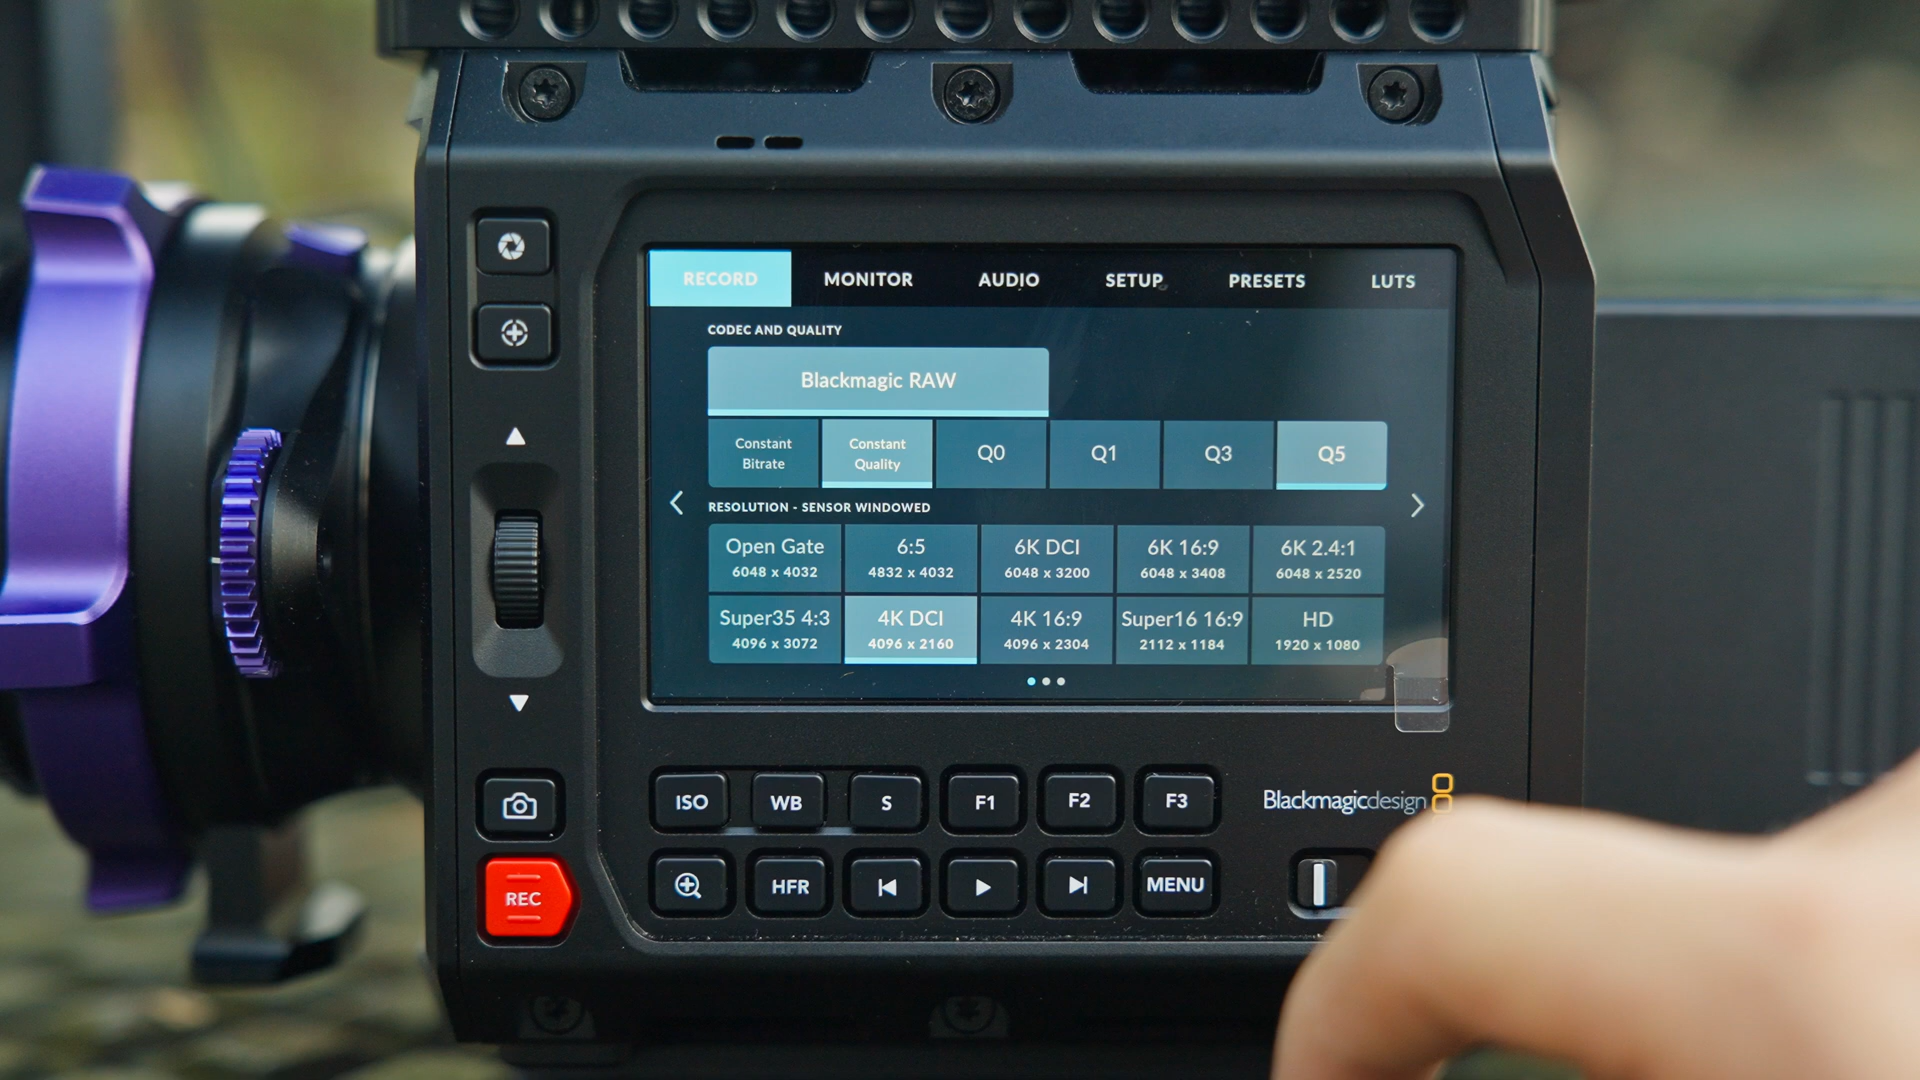 RECORD MONITOR AUDIO SETUP PRESETS LUTS
CODEC AND QUALITY
Blackmagic RAW
Constant Bitrate
Constant Quality
Q0 Q1 Q3 Q5
RESOLUTION - SENSOR WINDOWED
Open Gate
6048 x 4032
6:5
4832 x 4032
6K DCI
6048 x 3200
6K 16:9
6048 x 3408
6K 2.4:1
6048 x 2520
Super35 4:3
4096 x 3072
4K DCI
4096 x 2160
4K 16:9
4096 x 2304
Super16 16:9
2112 x 1184
HD
1920 x 1080
ISO WB S F1 F2 F3
Blackmagicdesign
REC
HFR MENU